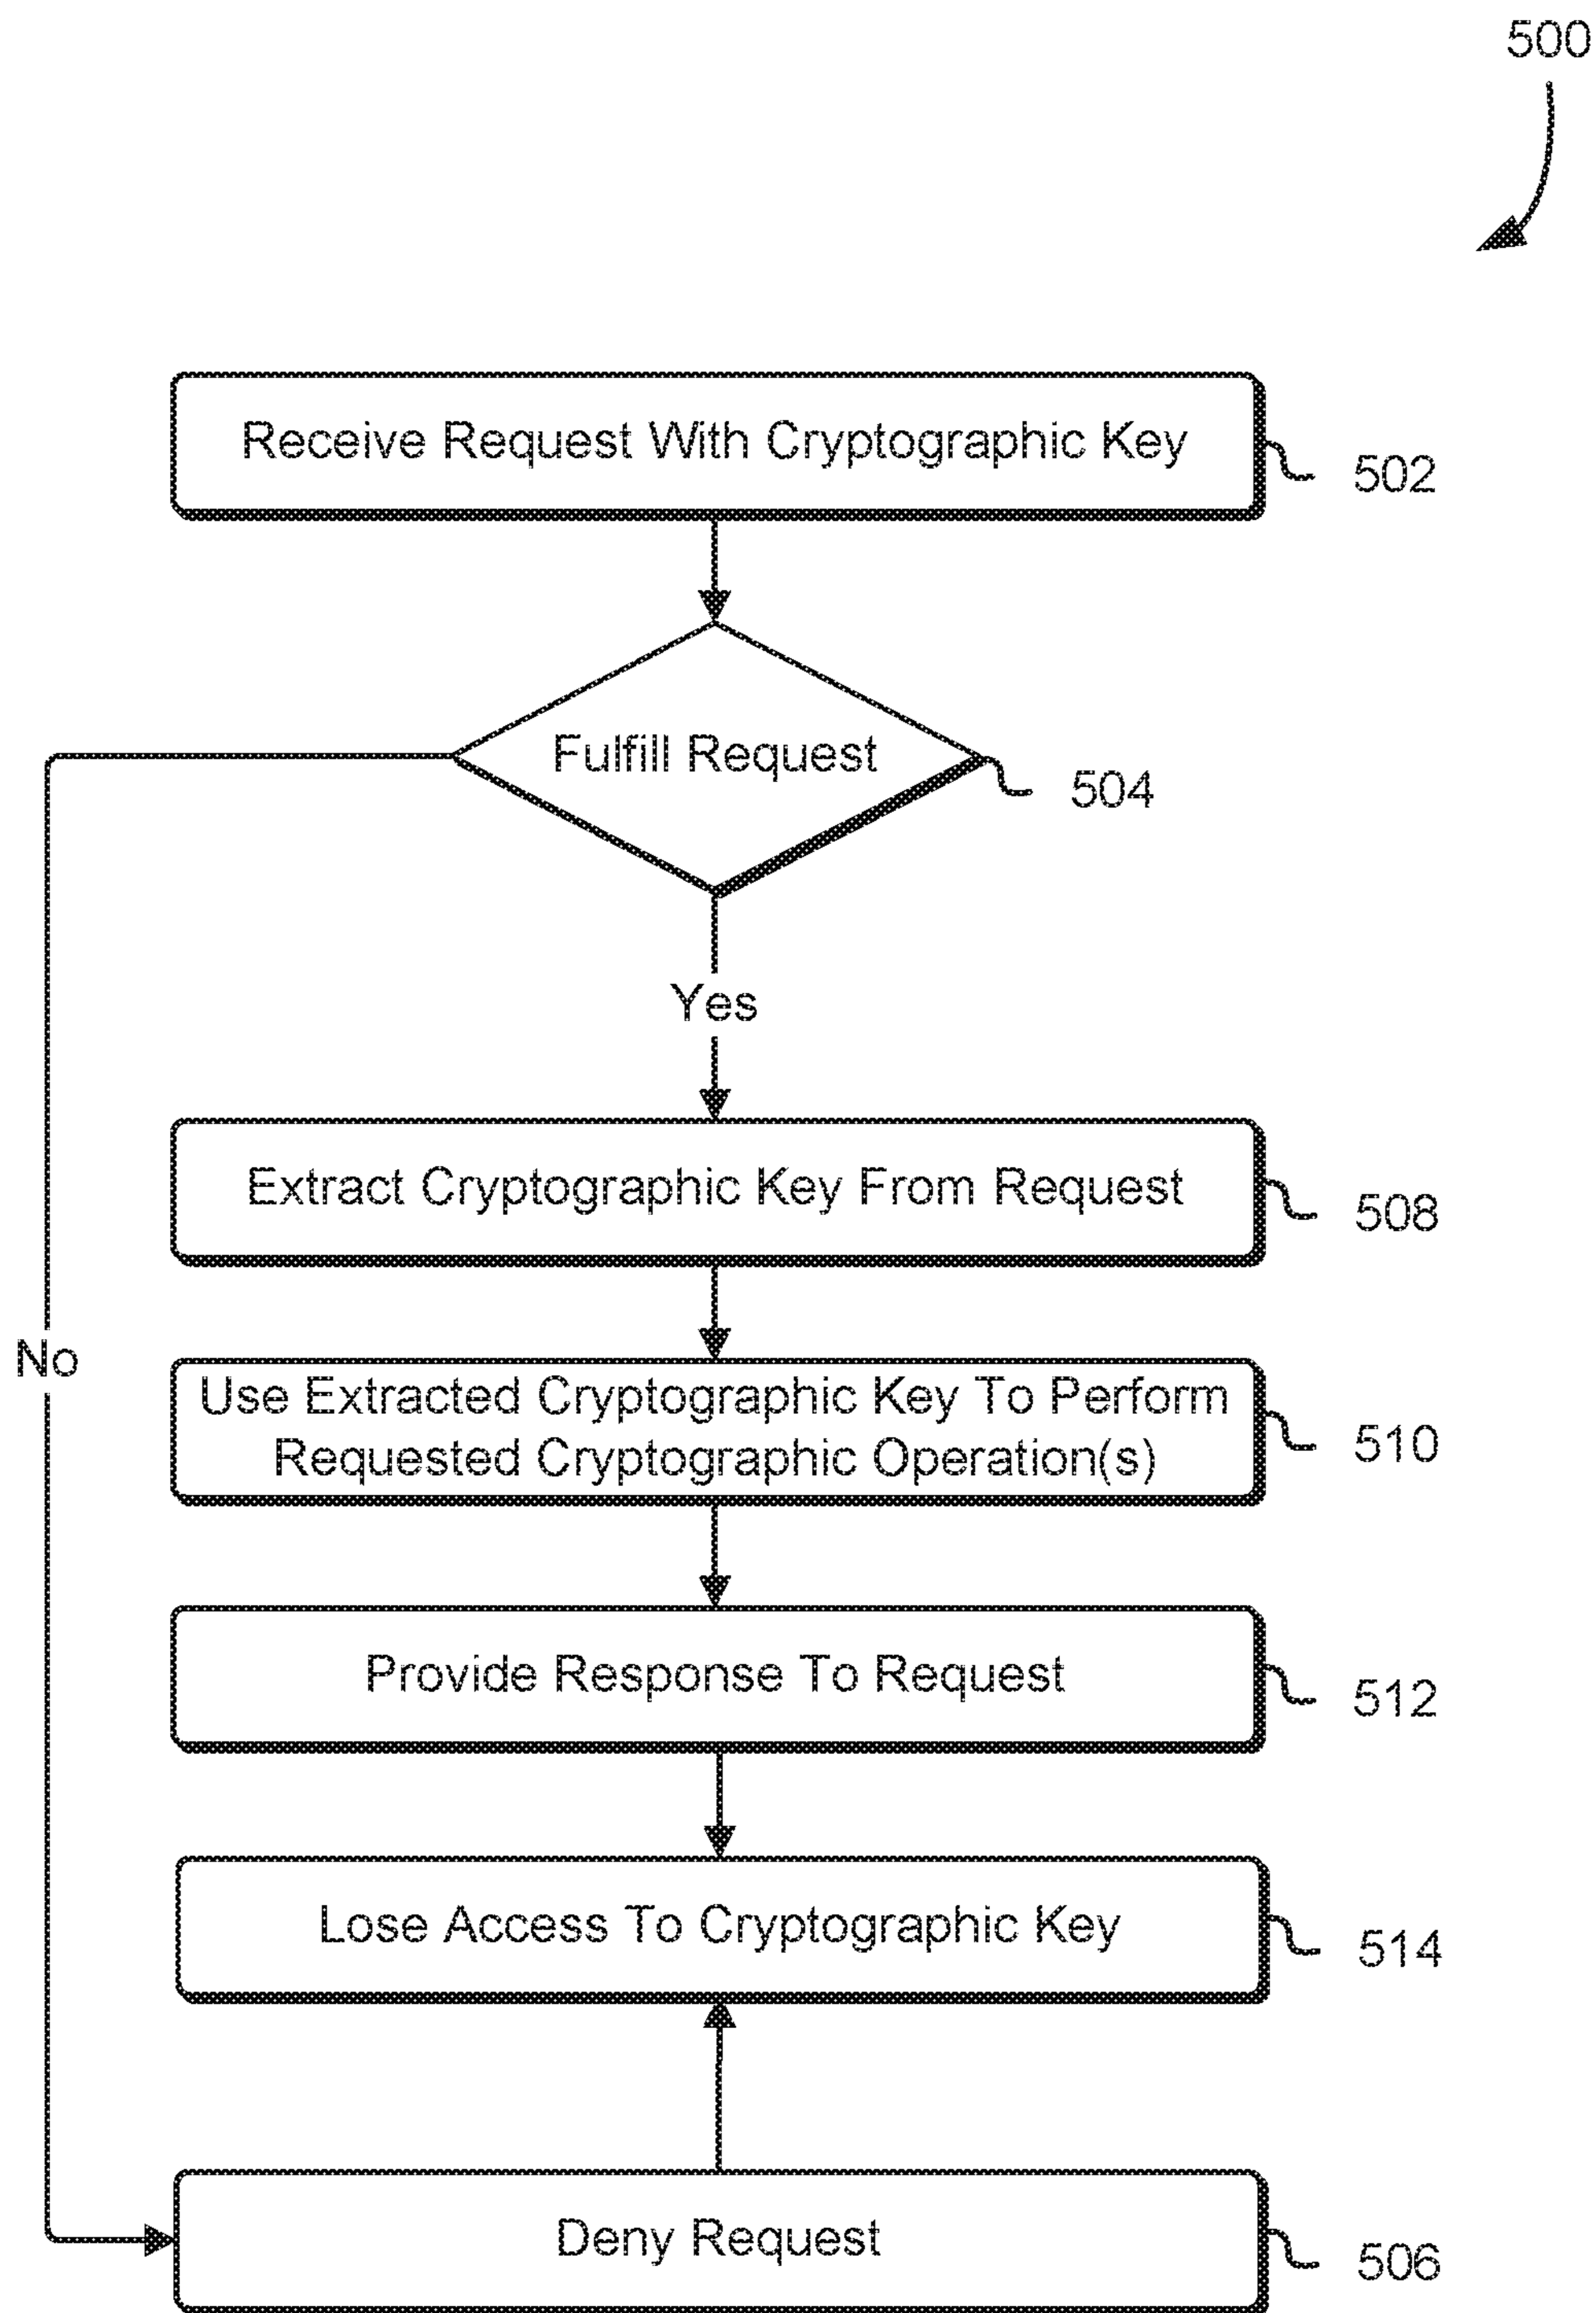 500
Receive Request With Cryptographic Key
502
Fulfill Request
504
Yes
Extract Cryptographic Key From Request
508
No
Use Extracted Cryptographic Key To Perform
Requested Cryptographic Operation(s)
510
Provide Response To Request
512
Lose Access To Cryptographic Key
514
Deny Request
506